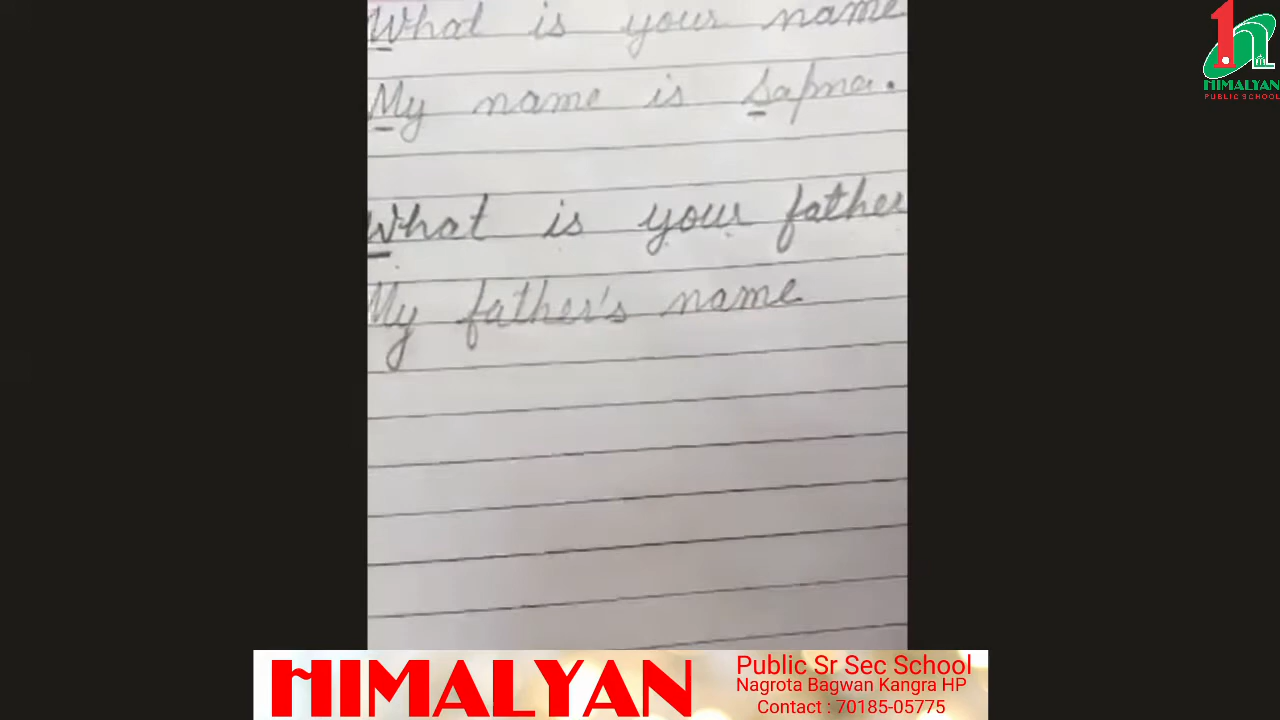 What is your name
My name is Sapna.
What is your father
My father's name
HIMALYAN
PUBLIC SCHOOL
HIMALYAN
Public Sr Sec School
Nagrota Bagwan Kangra HP
Contact : 70185-05775